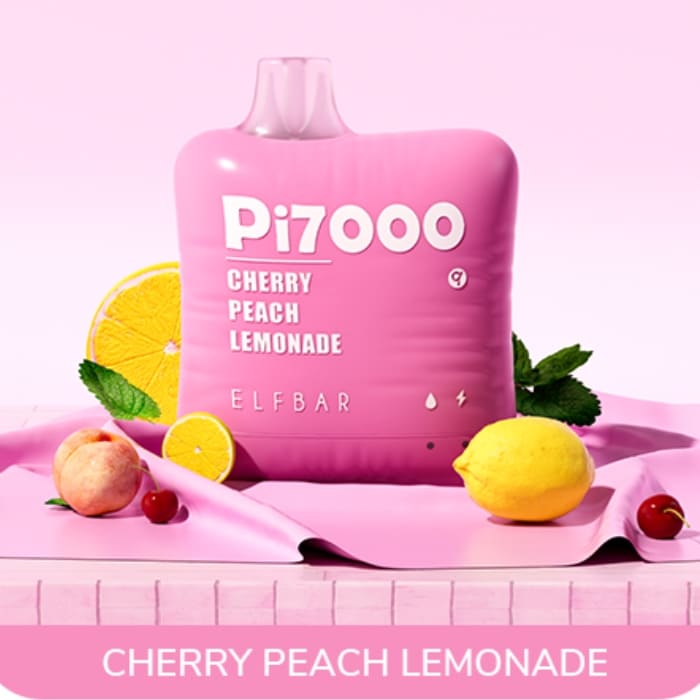 Pi7000
CHERRY
PEACH
LEMONADE
ELFBAR
CHERRY PEACH LEMONADE